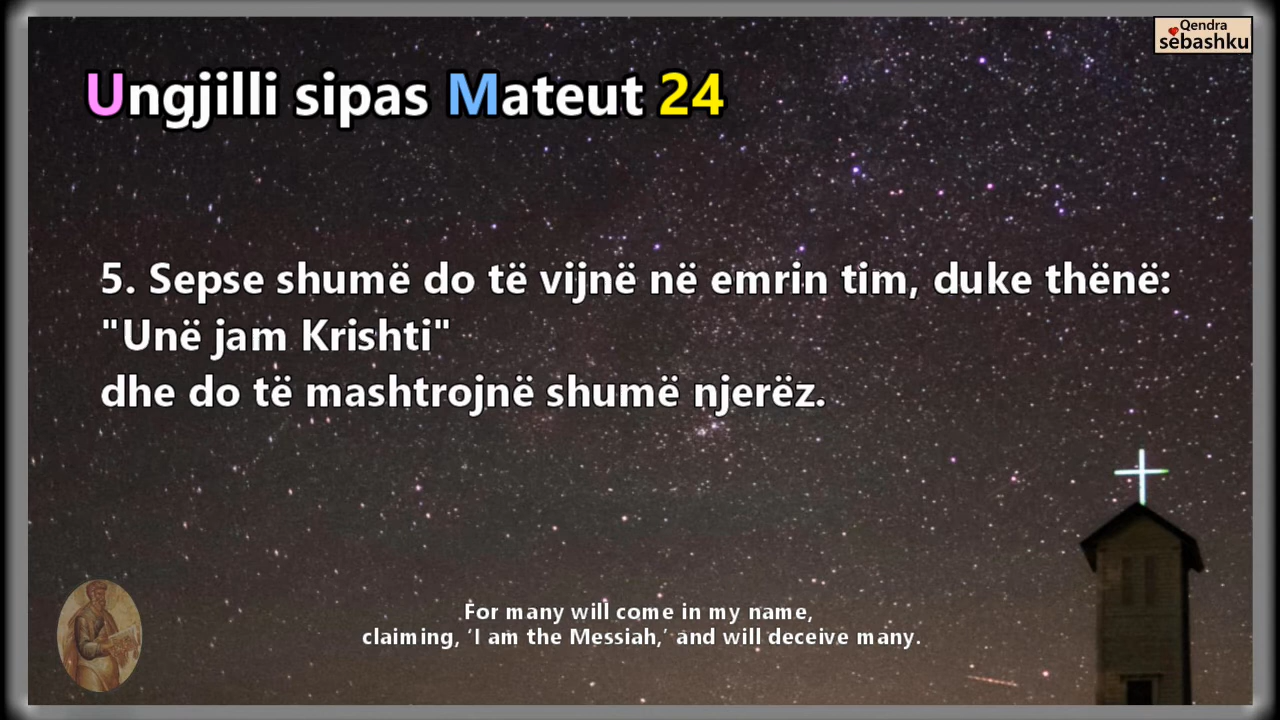 Qendra
sebashku
Ungjilli sipas Mateut 24
5. Sepse shumë do të vijnë në emrin tim, duke thënë:
"Unë jam Krishti"
dhe do të mashtrojnë shumë njerëz.
For many will come in my name,
claiming, ‘I am the Messiah,’ and will deceive many.